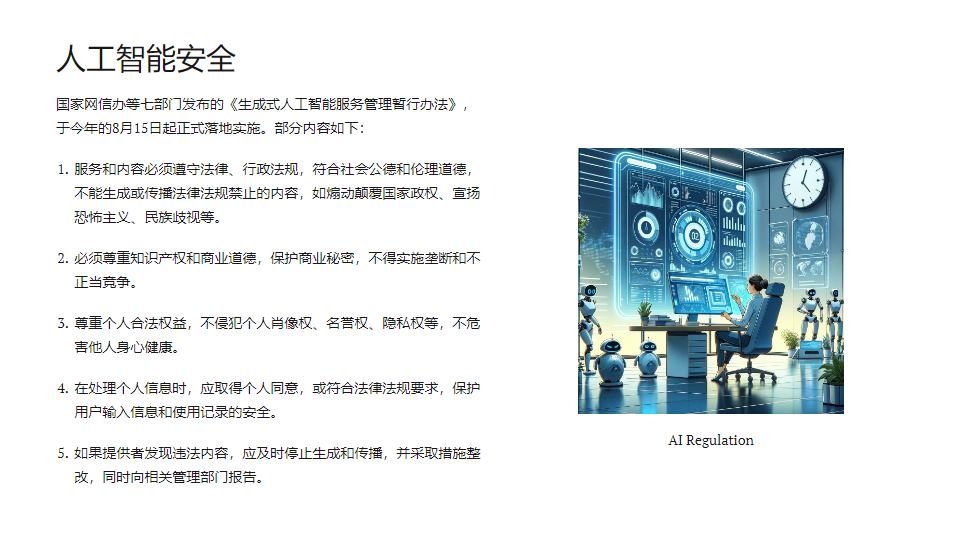 人工智能安全
国家网信办等七部门发布的《生成式人工智能服务管理暂行办法》，
于今年的8月15日起正式落地实施。部分内容如下：
1. 服务和内容必须遵守法律、行政法规，符合社会公德和伦理道德，
不能生成或传播法律法规禁止的内容，如煽动颠覆国家政权、宣扬
恐怖主义、民族歧视等。
2. 必须尊重知识产权和商业道德，保护商业秘密，不得实施垄断和不
正当竞争。
3. 尊重个人合法权益，不侵犯个人肖像权、名誉权、隐私权等，不危
害他人身心健康。
4. 在处理个人信息时，应取得个人同意，或符合法律法规要求，保护
用户输入信息和使用记录的安全。
5. 如果提供者发现违法内容，应及时停止生成和传播，并采取措施整
改，同时向相关管理部门报告。
AI Regulation